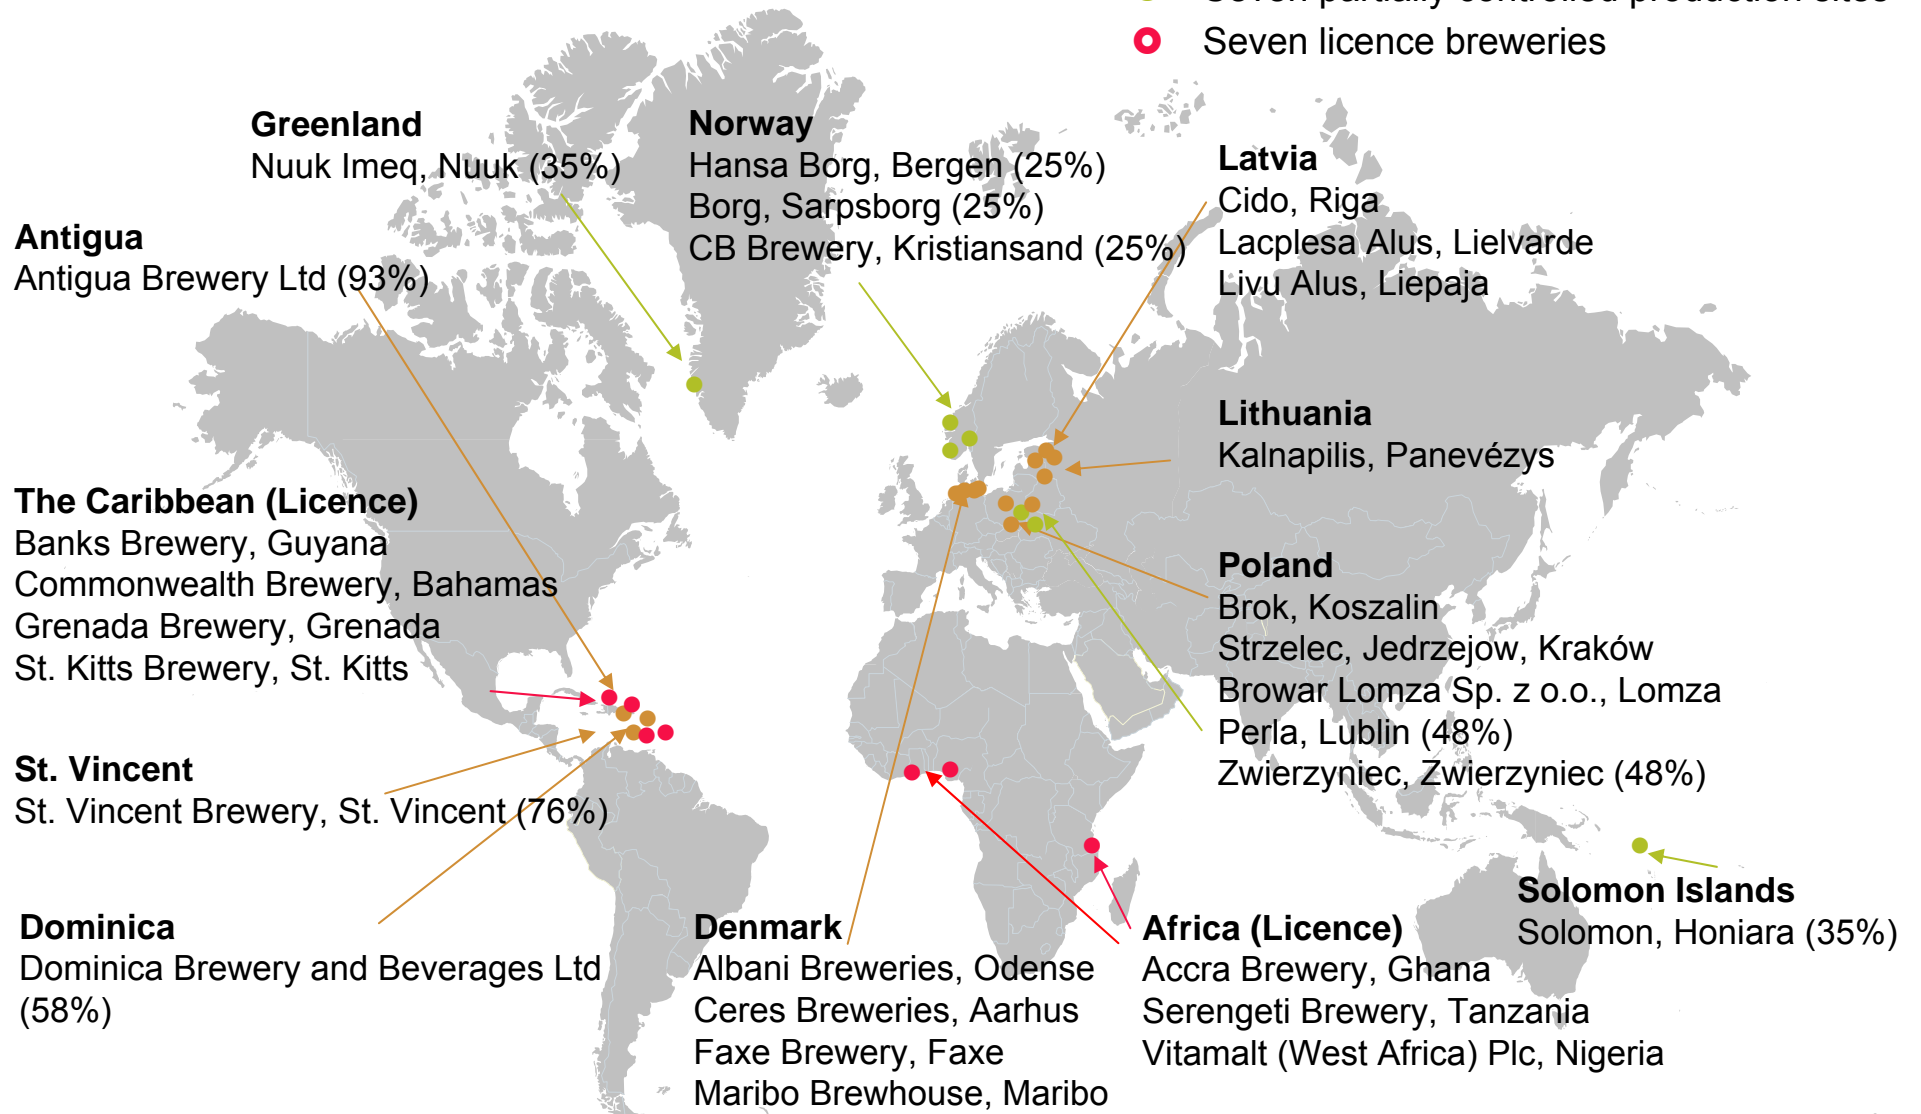 Seven partially controlled production sites
Seven licence breweries
Greenland
Nuuk Imeq, Nuuk (35%)
Norway
Hansa Borg, Bergen (25%)
Borg, Sarpsborg (25%)
CB Brewery, Kristiansand (25%)
Latvia
Cido, Riga
Lacplesa Alus, Lielvarde
Livu Alus, Liepaja
Antigua
Antigua Brewery Ltd (93%)
Lithuania
Kalnapilis, Panevézys
The Caribbean (Licence)
Banks Brewery, Guyana
Commonwealth Brewery, Bahamas
Grenada Brewery, Grenada
St. Kitts Brewery, St. Kitts
Poland
Brok, Koszalin
Strzelec, Jedrzejow, Kraków
Browar Lomza Sp. z o.o., Lomza
Perla, Lublin (48%)
Zwierzyniec, Zwierzyniec (48%)
St. Vincent
St. Vincent Brewery, St. Vincent (76%)
Solomon Islands
Solomon, Honiara (35%)
Dominica
Dominica Brewery and Beverages Ltd
(58%)
Denmark
Albani Breweries, Odense
Ceres Breweries, Aarhus
Faxe Brewery, Faxe
Maribo Brewhouse, Maribo
Africa (Licence)
Accra Brewery, Ghana
Serengeti Brewery, Tanzania
Vitamalt (West Africa) Plc, Nigeria